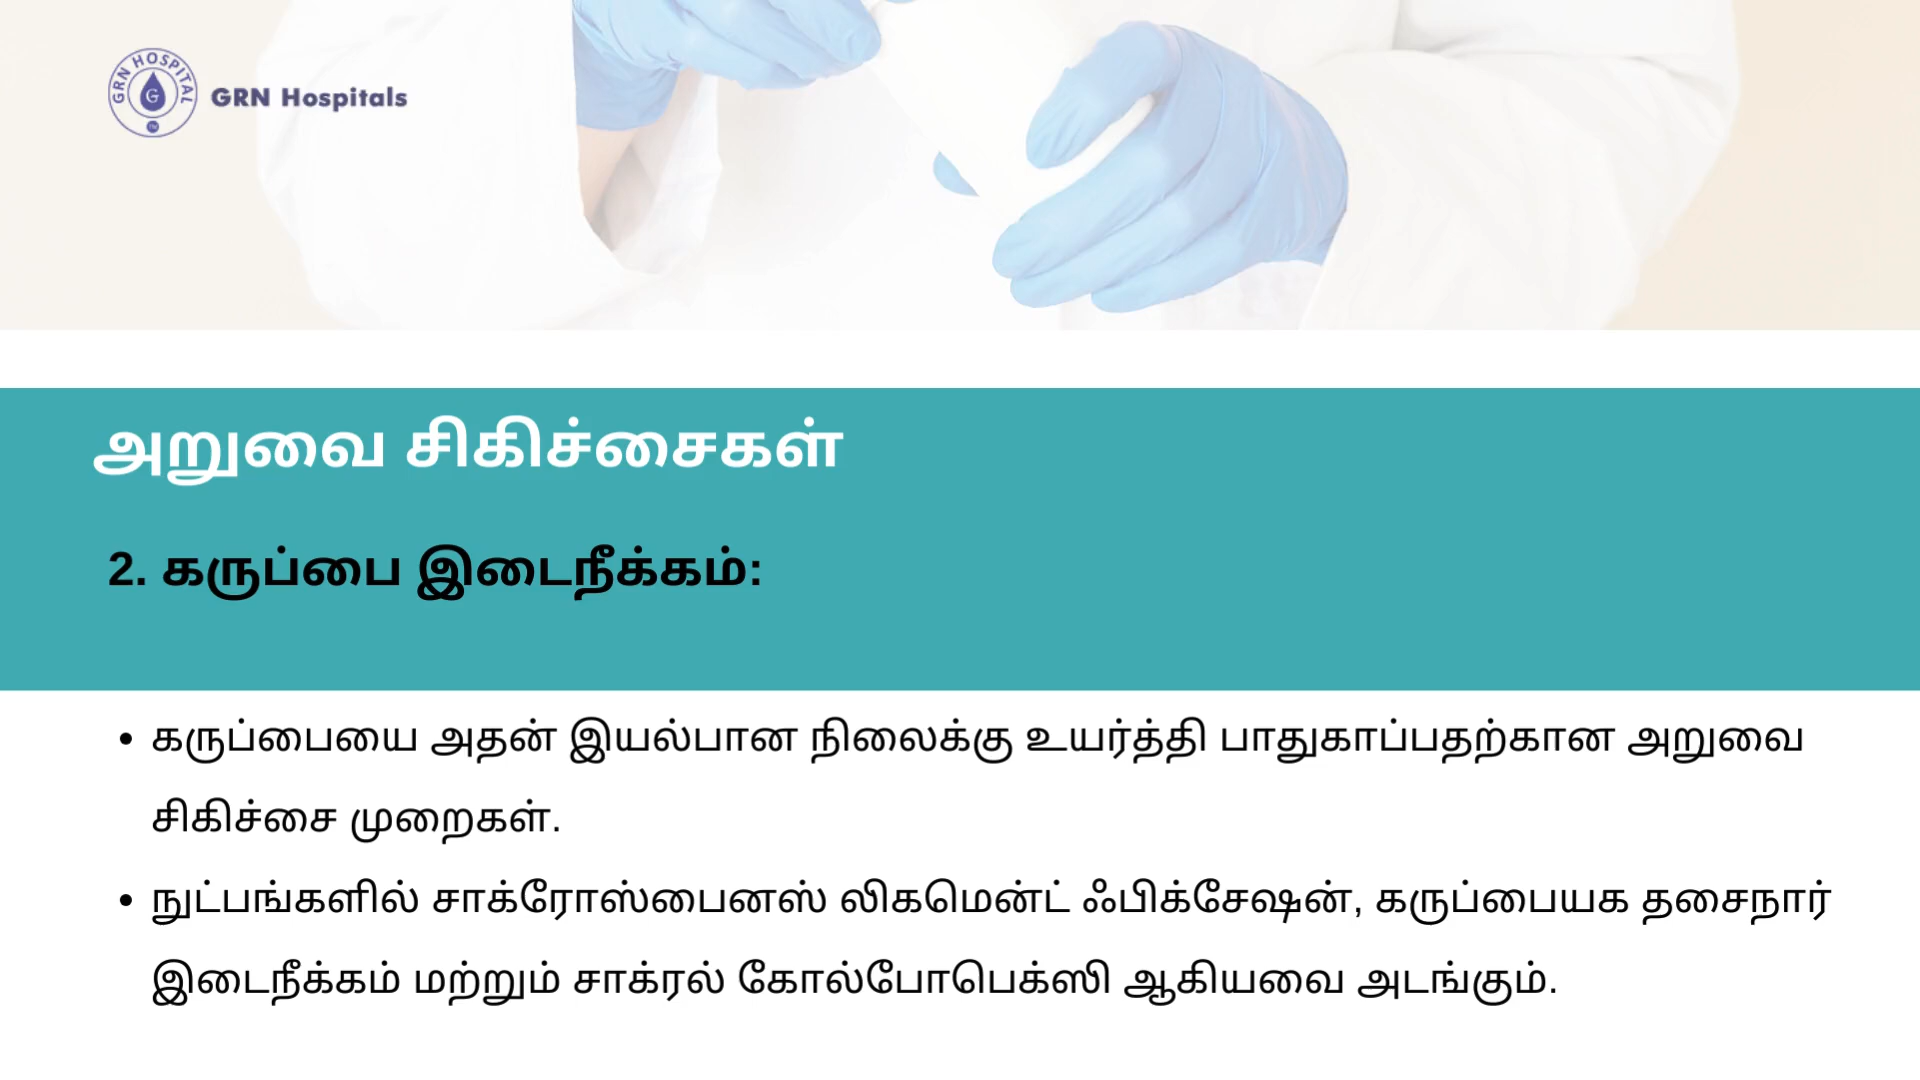 GRN HOSPITAL
G
GRN Hospitals
அறுவை சிகிச்சைகள்
2. கருப்பை இடைநீக்கம்:
• கருப்பையை அதன் இயல்பான நிலைக்கு உயர்த்தி பாதுகாப்பதற்கான அறுவை
சிகிச்சை முறைகள்.
• நுட்பங்களில் சாக்ரோஸ்பைனஸ் லிகமென்ட் ஃபிக்சேஷன், கருப்பையக தசைநார்
இடைநீக்கம் மற்றும் சாக்ரல் கோல்போபெக்ஸி ஆகியவை அடங்கும்.